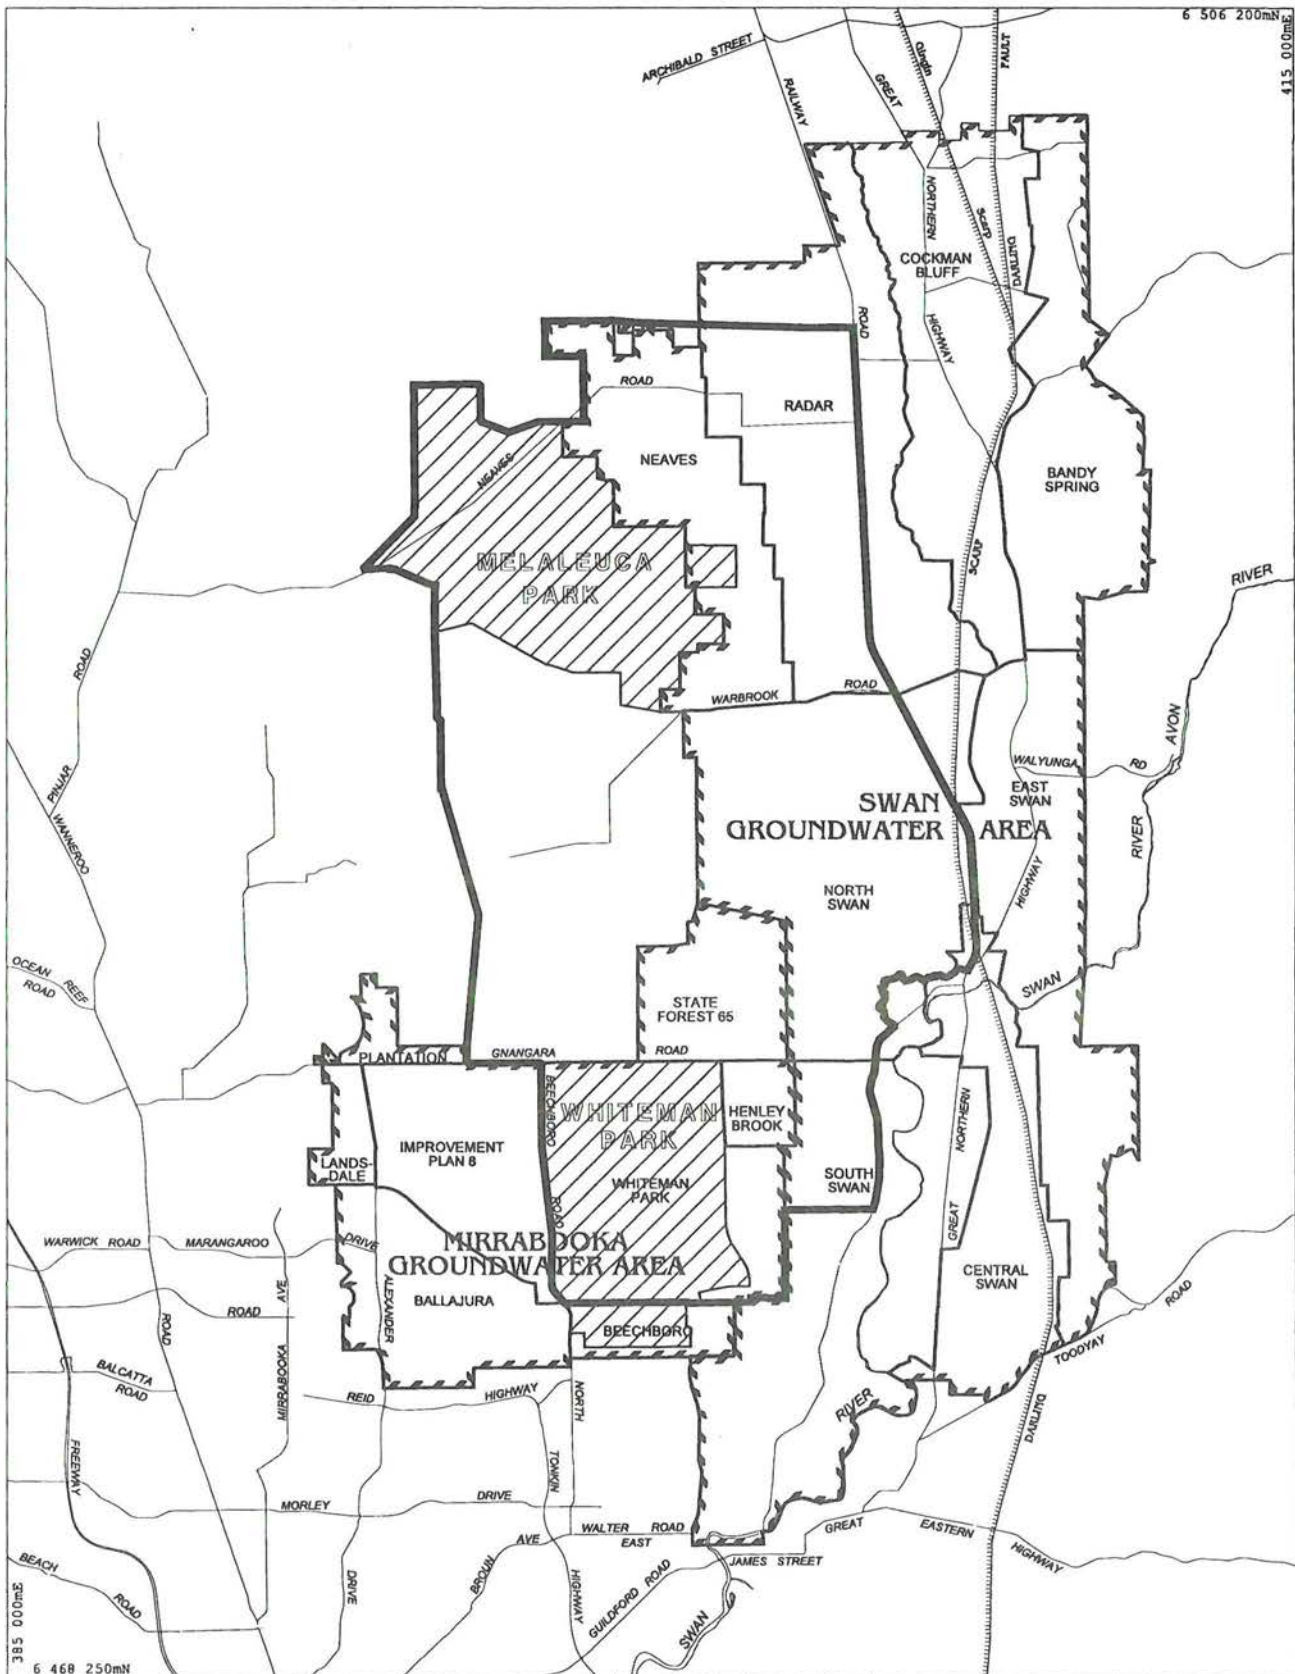 6 506 200mN
415 000mE
ARCHIBALD STREET
RAILWAY
GREAT
Gingin
FAULT
NORTHERN
Scarp
DARLING
COCKMAN
BLUFF
ROAD
HIGHWAY
ROAD
RADAR
NEAVES
NEAVES
BANDY
SPRING
SCARP
MELALEUCA
PARK
RIVER
ROAD
WARBROOK
ROAD
AVON
WALYUNGA
RD
EAST
SWAN
PINJAR
WANNEROO
SWAN
GROUNDWATER AREA
RIVER
HIGHWAY
NORTH
SWAN
OCEAN REEF
ROAD
SWAN
STATE
FOREST 65
PLANTATION
GNANGARA
ROAD
BEECHBORO
WHITEMAN
PARK
HENLEY
BROOK
NORTHERN
IMPROVEMENT
PLAN 8
LANDS-
DALE
WHITEMAN
PARK
SOUTH
SWAN
ROAD
GREAT
WARWICK ROAD
MARANGAROO
DRIVE
MIRRABOOKA
GROUNDWATER AREA
CENTRAL
SWAN
AVE
ALEXANDER
BALLAJURA
ROAD
ROAD
ROAD
BEECHBORO
TOODYAY
BALCATTA
ROAD
MIRRABOOKA
REID
HIGHWAY
NORTH
RIVER
DARLING
FREEWAY
TONKIN
MORLEY
DRIVE
AVE
WALTER ROAD
EAST
GREAT
EASTERN
HIGHWAY
BEACH
ROAD
DRIVE
BROUN
HIGHWAY
GUILDFORD ROAD
JAMES STREET
SWAN
385 000mE
6 468 250mN